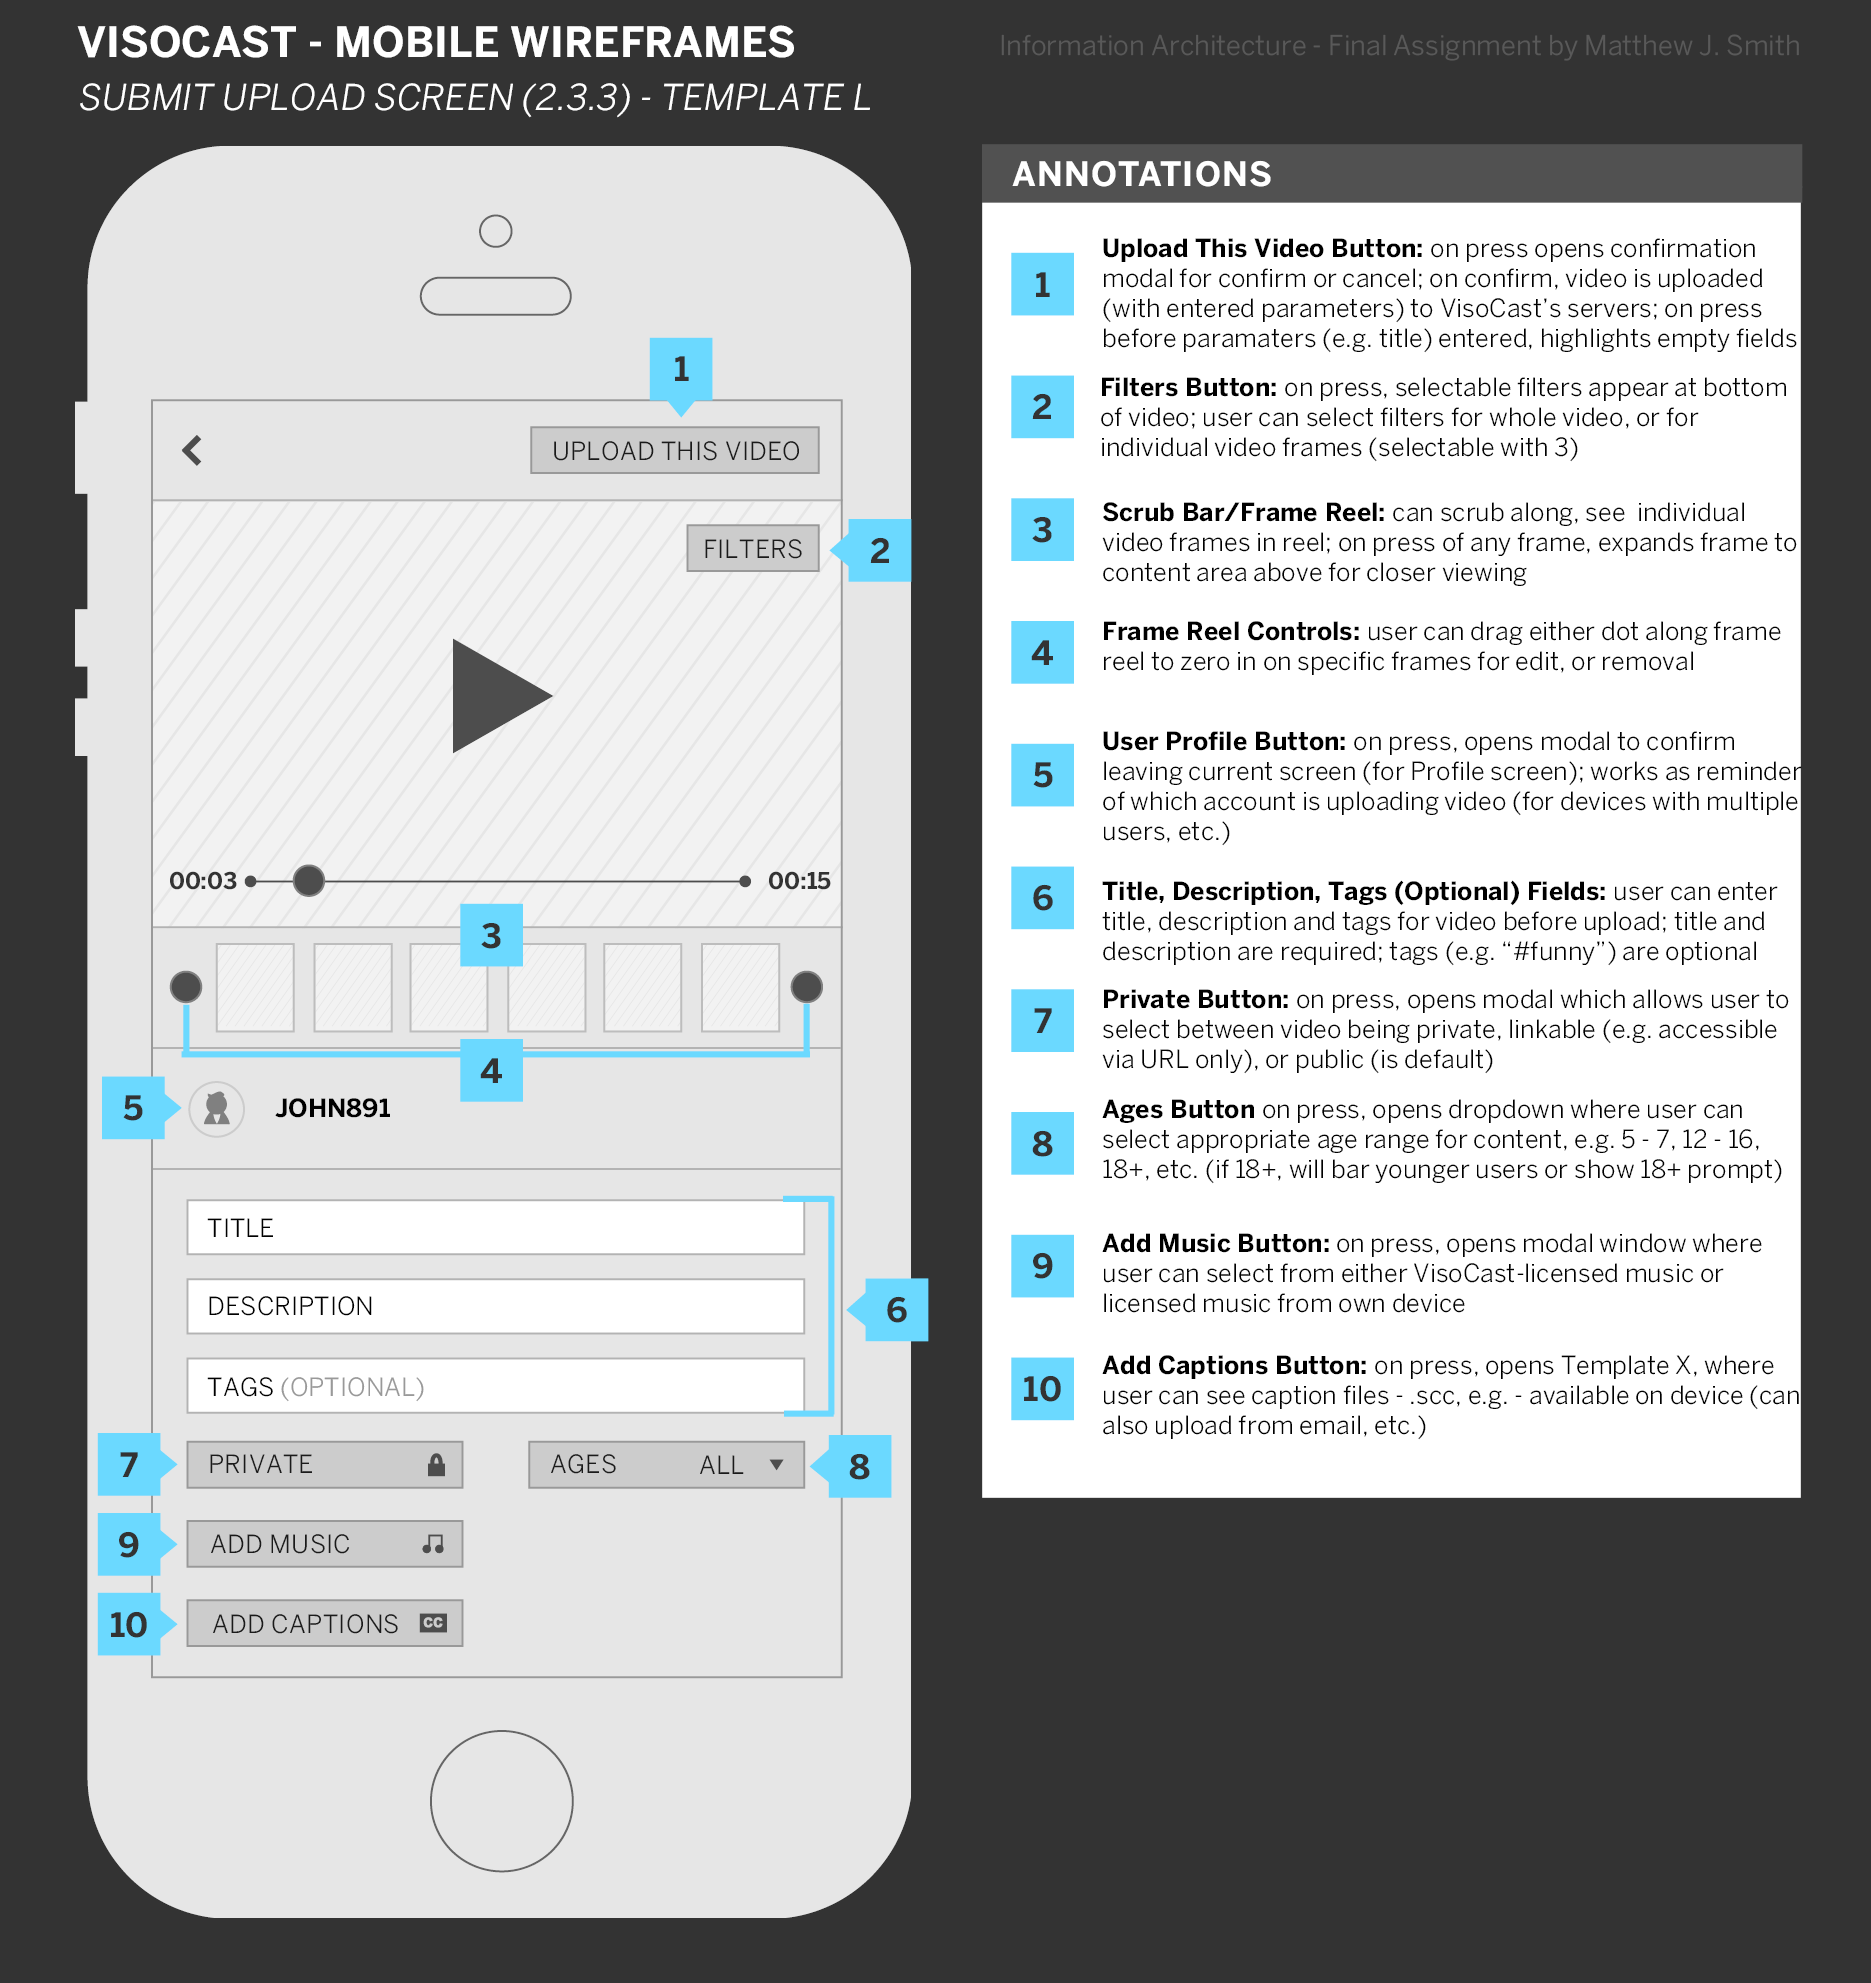 VISOCAST - MOBILE WIREFRAMES
Information Architecture - Final Assignment by Matthew J. Smith
SUBMIT UPLOAD SCREEN (2.3.3) - TEMPLATE L
1
UPLOAD THIS VIDEO
FILTERS
2
00:03
00:15
3
4
5
JOHN891
TITLE
DESCRIPTION
6
TAGS (OPTIONAL)
7
PRIVATE
AGES ALL
8
9
ADD MUSIC
10
ADD CAPTIONS
CC
ANNOTATIONS
1
Upload This Video Button: on press opens confirmation
modal for confirm or cancel; on confirm, video is uploaded
(with entered parameters) to VisoCast’s servers; on press
before paramaters (e.g. title) entered, highlights empty fields
2
Filters Button: on press, selectable filters appear at bottom
of video; user can select filters for whole video, or for
individual video frames (selectable with 3)
3
Scrub Bar/Frame Reel: can scrub along, see individual
video frames in reel; on press of any frame, expands frame to
content area above for closer viewing
4
Frame Reel Controls: user can drag either dot along frame
reel to zero in on specific frames for edit, or removal
5
User Profile Button: on press, opens modal to confirm
leaving current screen (for Profile screen); works as reminder
of which account is uploading video (for devices with multiple
users, etc.)
6
Title, Description, Tags (Optional) Fields: user can enter
title, description and tags for video before upload; title and
description are required; tags (e.g. “#funny”) are optional
7
Private Button: on press, opens modal which allows user to
select between video being private, linkable (e.g. accessible
via URL only), or public (is default)
8
Ages Button on press, opens dropdown where user can
select appropriate age range for content, e.g. 5 - 7, 12 - 16,
18+, etc. (if 18+, will bar younger users or show 18+ prompt)
9
Add Music Button: on press, opens modal window where
user can select from either VisoCast-licensed music or
licensed music from own device
10
Add Captions Button: on press, opens Template X, where
user can see caption files - .scc, e.g. - available on device (can
also upload from email, etc.)